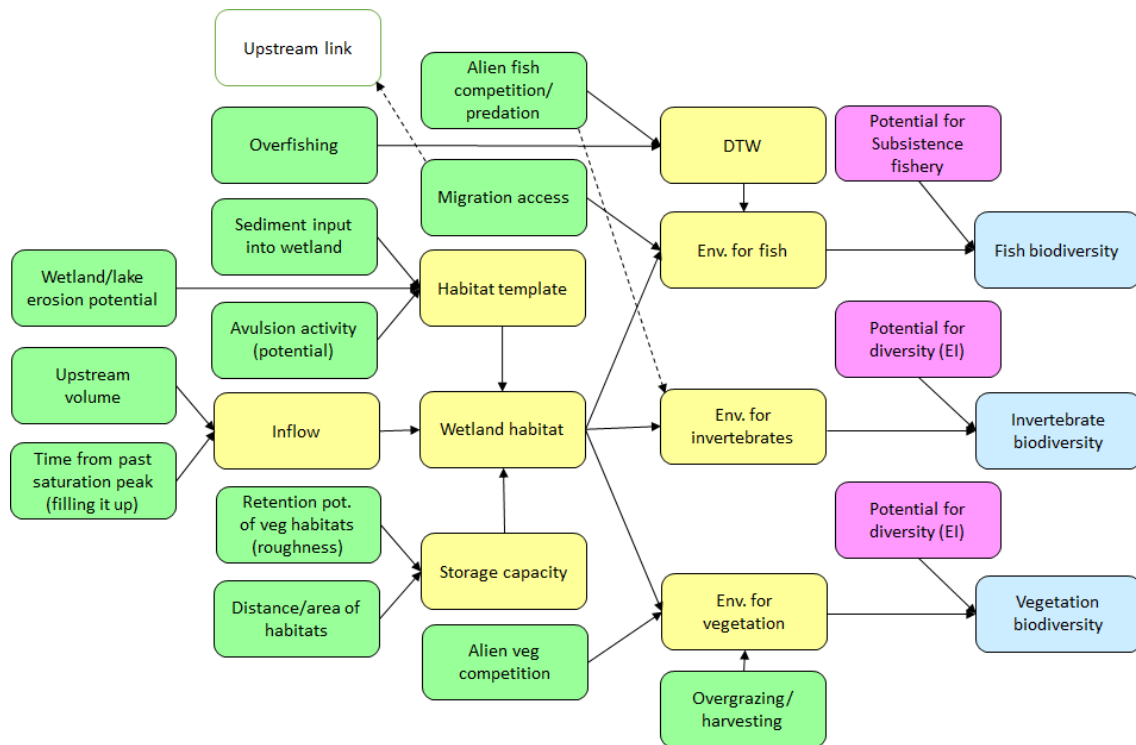 Upstream link
Alien fish
competition/
predation
Overfishing
DTW
Potential for
Subsistence
fishery
Migration access
Sediment input
into wetland
Env. for fish
Fish biodiversity
Wetland/lake
erosion potential
Habitat template
Avulsion activity
(potential)
Potential for
diversity (EI)
Upstream
volume
Inflow
Wetland habitat
Env. for
invertebrates
Invertebrate
biodiversity
Time from past
saturation peak
(filling it up)
Retention pot.
of veg habitats
(roughness)
Storage capacity
Potential for
diversity (EI)
Distance/area of
habitats
Env. for
vegetation
Vegetation
biodiversity
Alien veg
competition
Overgrazing/
harvesting